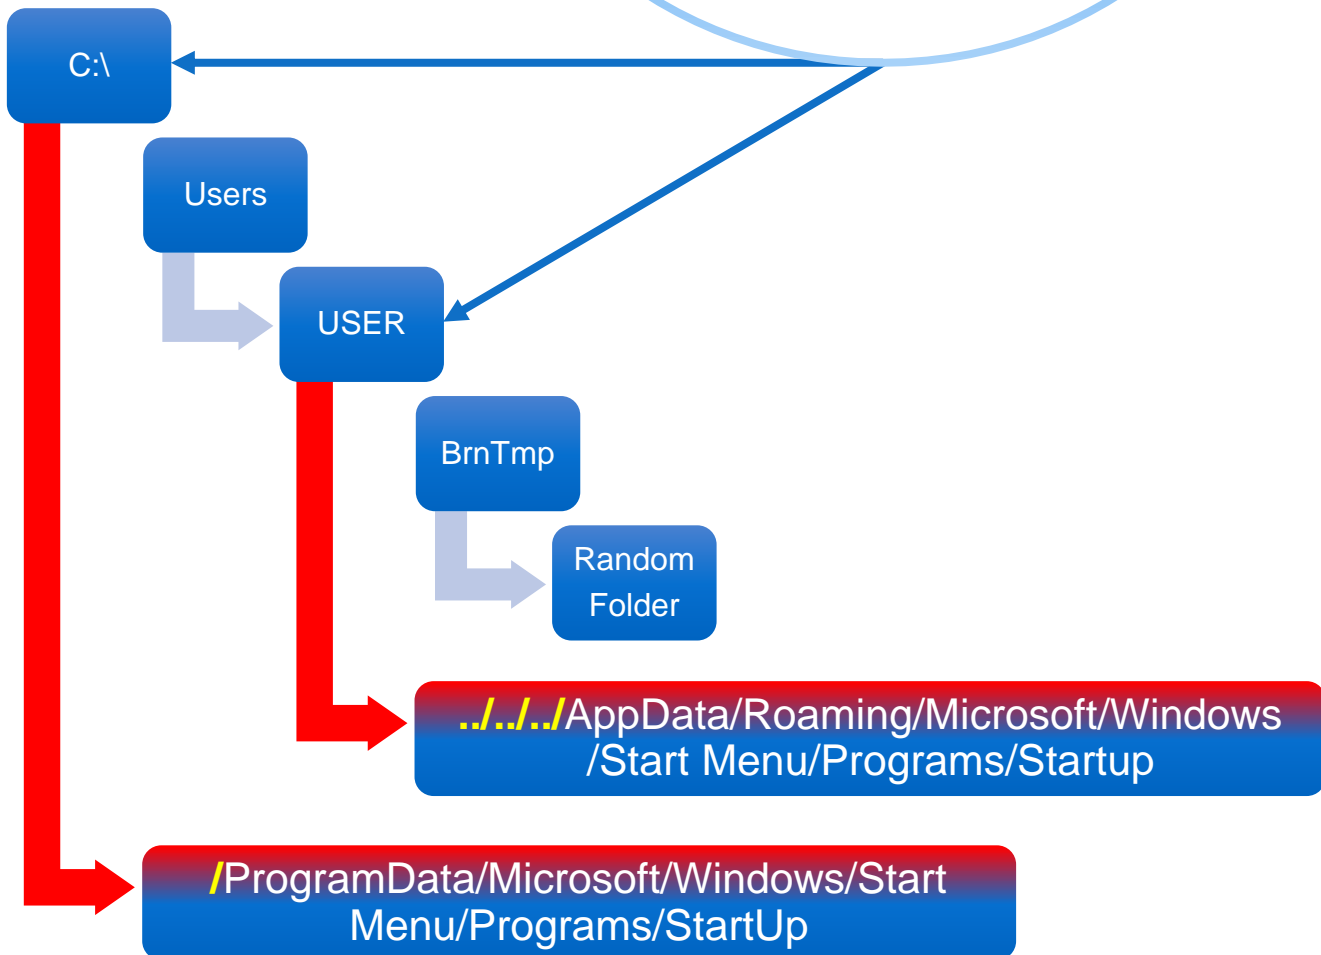 C:\
Users
USER
BrnTmp
Random
Folder
../../../AppData/Roaming/Microsoft/Windows
/Start Menu/Programs/Startup
/ProgramData/Microsoft/Windows/Start
Menu/Programs/StartUp